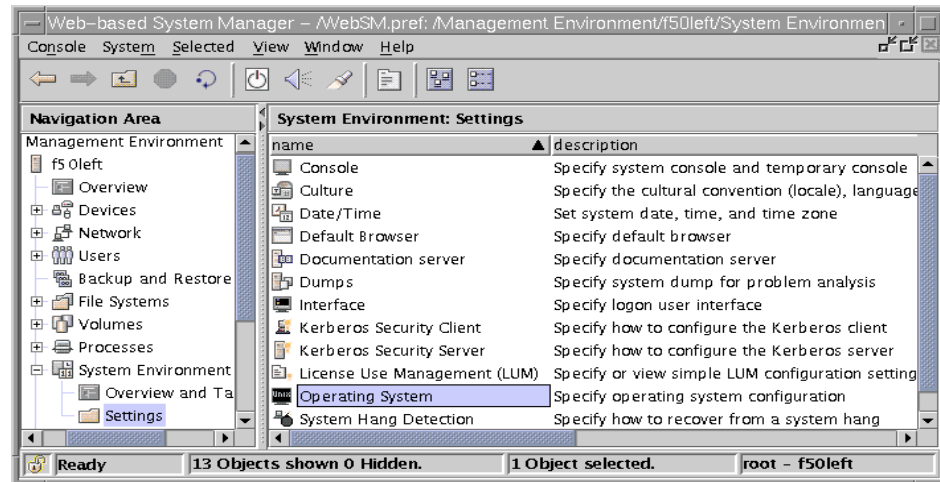 Web-based System Manager - /WebSM.pref: /Management Environment/f50left/System Environmen
Console System Selected View Window Help
Navigation Area
Management Environment
f50left
Overview
Devices
Network
Users
Backup and Restore
File Systems
Volumes
Processes
System Environment
Overview and Ta
Settings
System Environment: Settings
name description
Console Specify system console and temporary console
Culture Specify the cultural convention (locale), language
Date/Time Set system date, time, and time zone
Default Browser Specify default browser
Documentation server Specify documentation server
Dumps Specify system dump for problem analysis
Interface Specify logon user interface
Kerberos Security Client Specify how to configure the Kerberos client
Kerberos Security Server Specify how to configure the Kerberos server
License Use Management (LUM) Specify or view simple LUM configuration setting
Unix Operating System Specify operating system configuration
System Hang Detection Specify how to recover from a system hang
Ready 13 Objects shown 0 Hidden. 1 Object selected. root - f50left